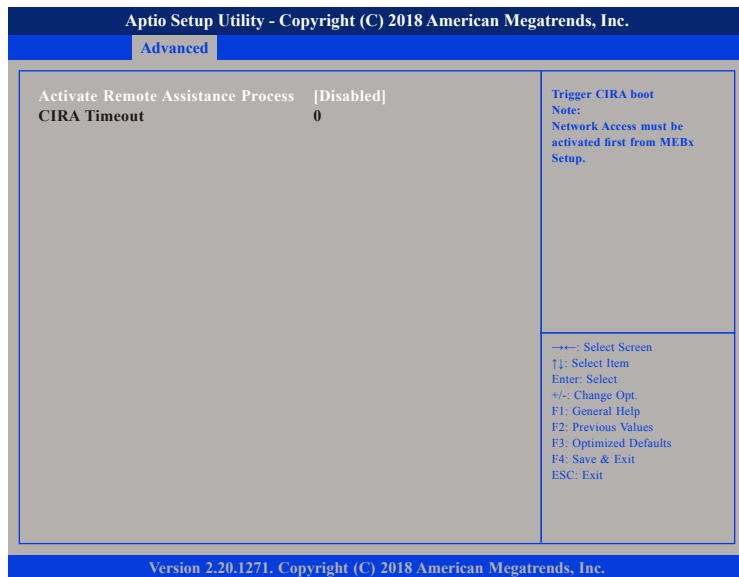 Aptio Setup Utility - Copyright (C) 2018 American Megatrends, Inc.
Advanced
Activate Remote Assistance Process [Disabled]
CIRA Timeout 0
Trigger CIRA boot
Note:
Network Access must be
activated first from MEBx
Setup.
→←: Select Screen
↑↓: Select Item
Enter: Select
+/-: Change Opt.
F1: General Help
F2: Previous Values
F3: Optimized Defaults
F4: Save & Exit
ESC: Exit
Version 2.20.1271. Copyright (C) 2018 American Megatrends, Inc.